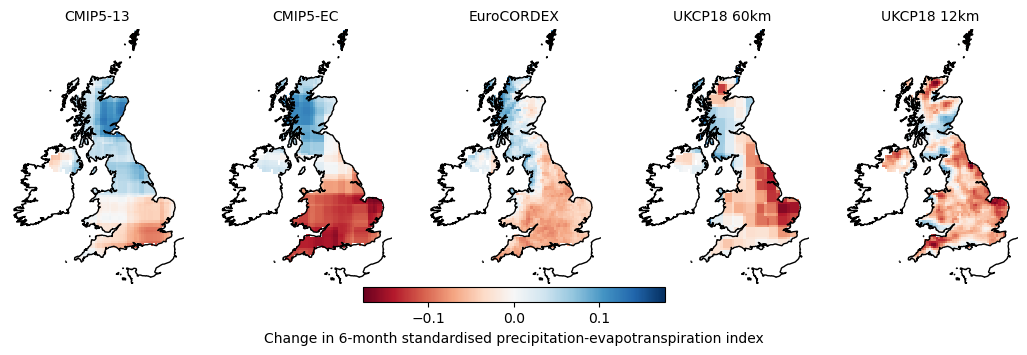 CMIP5-13 CMIP5-EC EuroCORDEX UKCP18 60km UKCP18 12km
−0.1 0.0 0.1
Change in 6-month standardised precipitation-evapotranspiration index